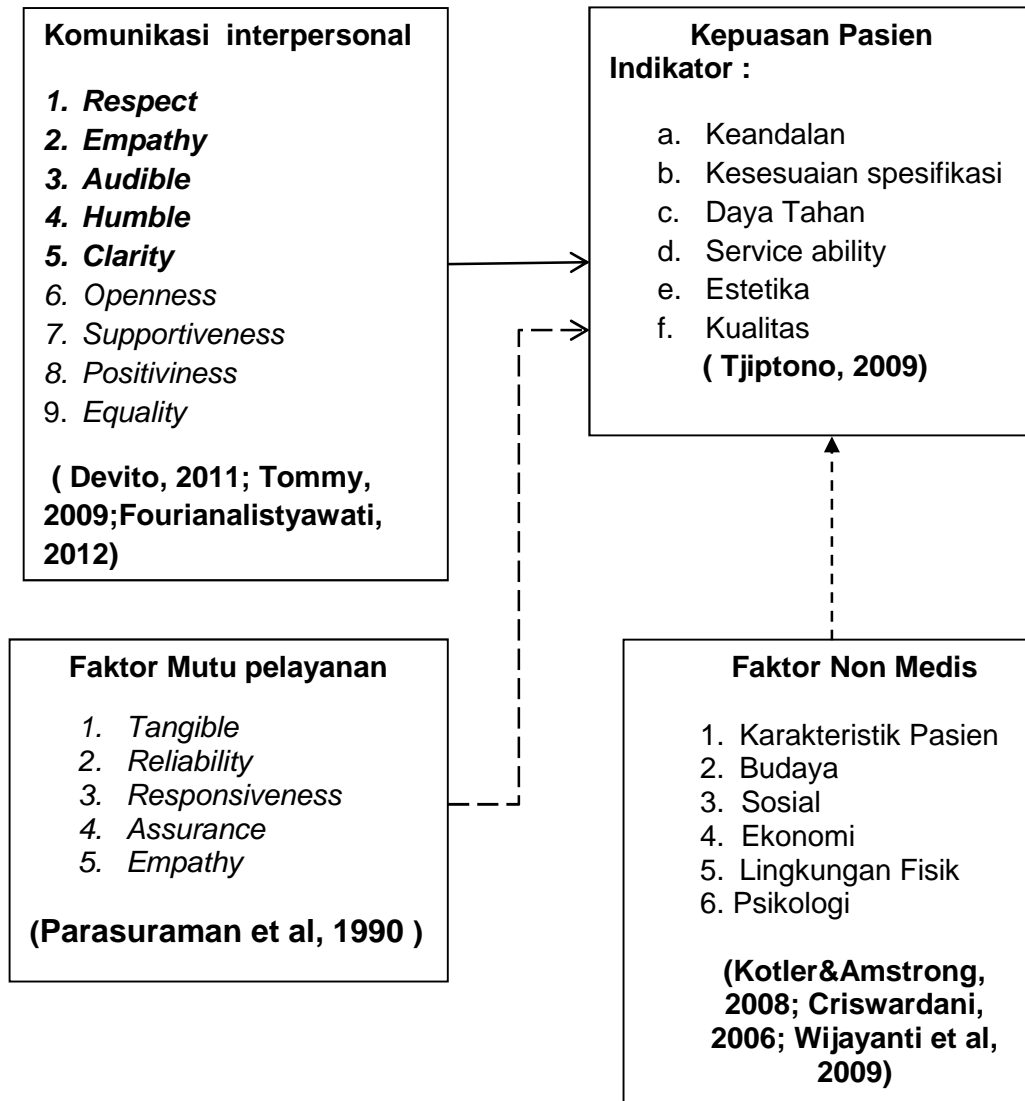 Komunikasi interpersonal
1. Respect
2. Empathy
3. Audible
4. Humble
5. Clarity
6. Openness
7. Supportiveness
8. Positiviness
9. Equality
( Devito, 2011; Tommy,
2009;Fourianalistyawati,
2012)
Kepuasan Pasien
Indikator :
a. Keandalan
b. Kesesuaian spesifikasi
c. Daya Tahan
d. Service ability
e. Estetika
f. Kualitas
( Tjiptono, 2009)
Faktor Mutu pelayanan
1. Tangible
2. Reliability
3. Responsiveness
4. Assurance
5. Empathy
(Parasuraman et al, 1990 )
Faktor Non Medis
1. Karakteristik Pasien
2. Budaya
3. Sosial
4. Ekonomi
5. Lingkungan Fisik
6. Psikologi
(Kotler&Amstrong,
2008; Criswardani,
2006; Wijayanti et al,
2009)